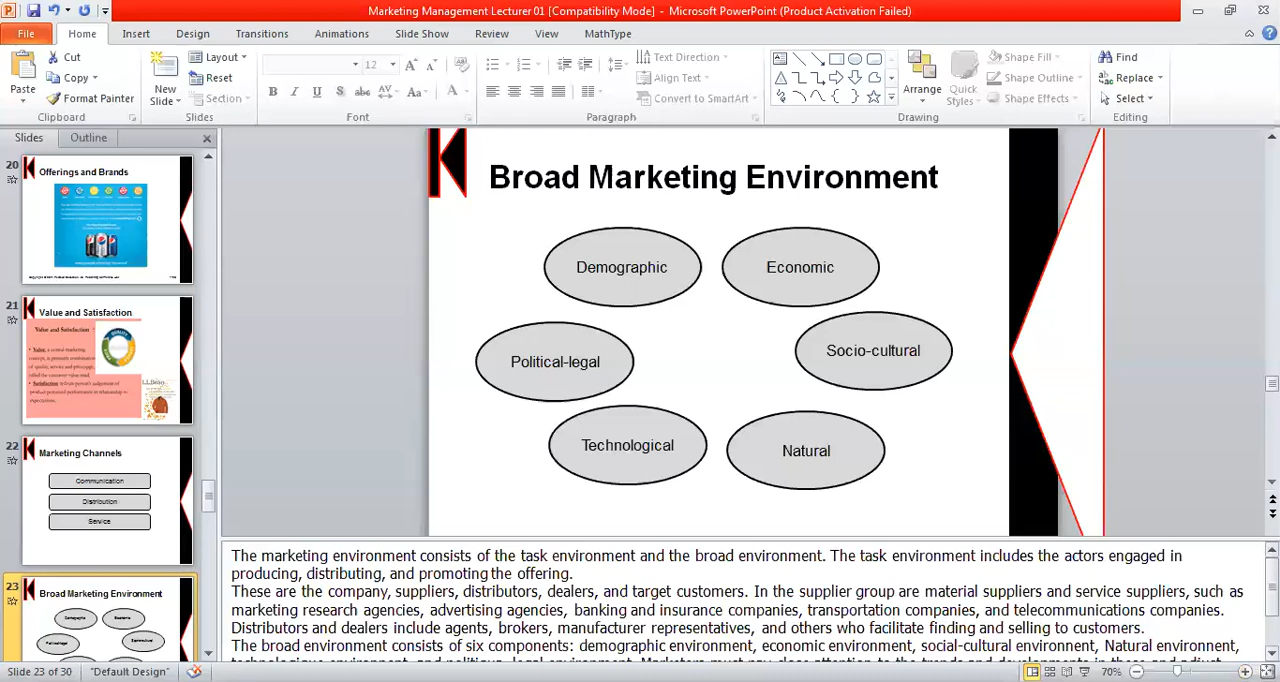 Marketing Management Lecturer 01 [Compatibility Mode] - Microsoft PowerPoint (Product Activation Failed)
File Home Insert Design Transitions Animations Slide Show Review View MathType
Paste Cut Copy Format Painter Clipboard
New Slide Layout Reset Section Slides
12 Font
Text Direction Align Text Convert to SmartArt Paragraph
Arrange Quick Styles Shape Fill Shape Outline Shape Effects Drawing
Find Replace Select Editing
Slides Outline
20 Offerings and Brands
21 Value and Satisfaction
Value and Satisfaction
22 Marketing Channels
Communication
Distribution
Service
23 Broad Marketing Environment
Broad Marketing Environment
Demographic
Economic
Political-legal
Socio-cultural
Technological
Natural
The marketing environment consists of the task environment and the broad environment. The task environment includes the actors engaged in
producing, distributing, and promoting the offering.
These are the company, suppliers, distributors, dealers, and target customers. In the supplier group are material suppliers and service suppliers, such as
marketing research agencies, advertising agencies, banking and insurance companies, transportation companies, and telecommunications companies.
Distributors and dealers include agents, brokers, manufacturer representatives, and others who facilitate finding and selling to customers.
The broad environment consists of six components: demographic environment, economic environment, social-cultural environment, Natural environment,
Slide 23 of 30 "Default Design" 70%